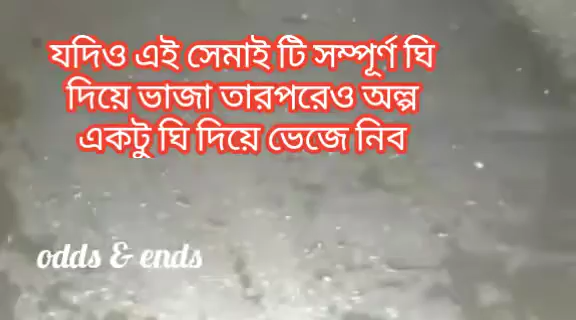 যদিও এই সেমাই টি সম্পূর্ণ ঘি
দিয়ে ভাজা তারপরেও অল্প
একটু ঘি দিয়ে ভেজে নিব
odds & ends